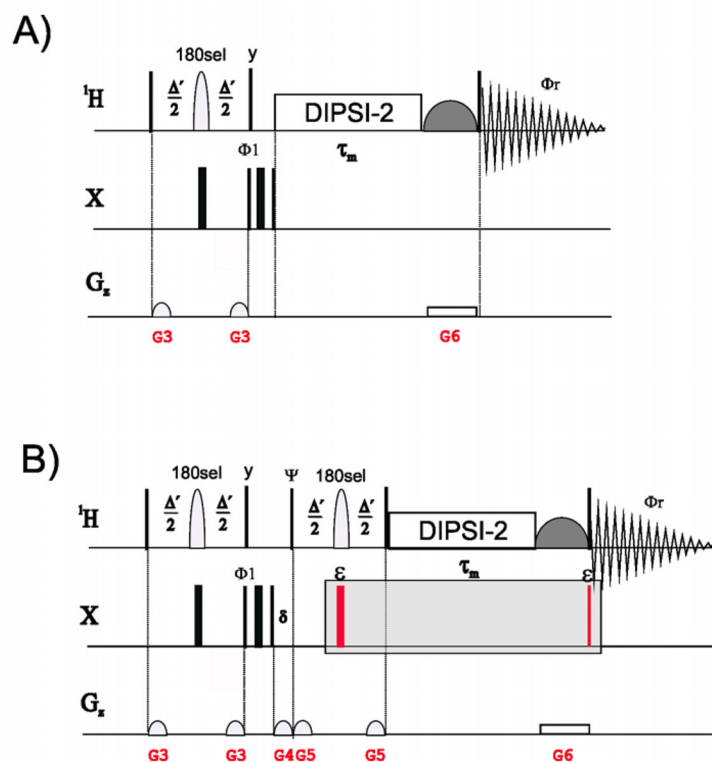 A)
180sel y
¹H Δ′/2 Δ′/2 DIPSI-2 Φr
Φ1 τm
X
Gz
G3 G3 G6
B)
180sel y Ψ 180sel
¹H Δ′/2 Δ′/2 Δ′/2 Δ′/2 DIPSI-2 Φr
Φ1 ε τm ε
X δ
Gz
G3 G3 G4 G5 G5 G6